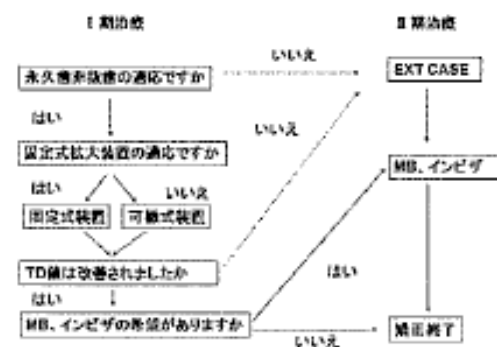 I 期治療
II 期治療
永久歯非抜歯の適応ですか
いいえ
EXT CASE
はい
いいえ
固定式拡大装置の適応ですか
MB、インビザ
はい
いいえ
固定式装置
可撤式装置
TD値は改善されましたか
はい
はい
MB、インビザの希望がありますか
いいえ
矯正終了